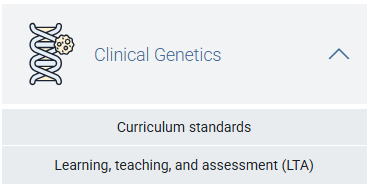 Clinical Genetics
Curriculum standards
Learning, teaching, and assessment (LTA)